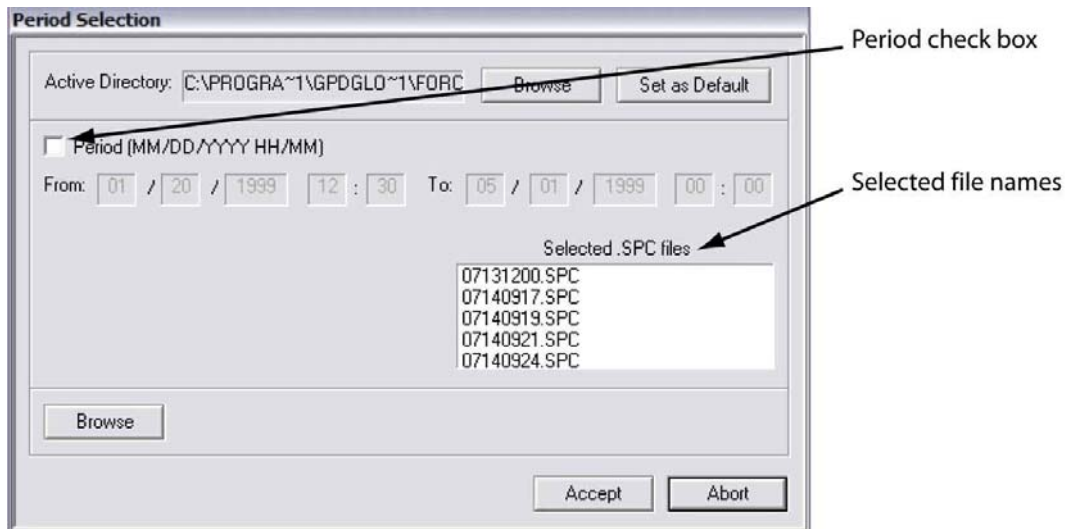 Period Selection
Period check box
Active Directory: C:\PROGRA~1\GPDGLO~1\FORC Browse Set as Default
Period (MM/DD/YYYY HH/MM)
From: 01 / 20 / 1999 12 : 30 To: 05 / 01 / 1999 00 : 00
Selected file names
Selected .SPC files
07131200.SPC
07140917.SPC
07140919.SPC
07140921.SPC
07140924.SPC
Browse
Accept Abort